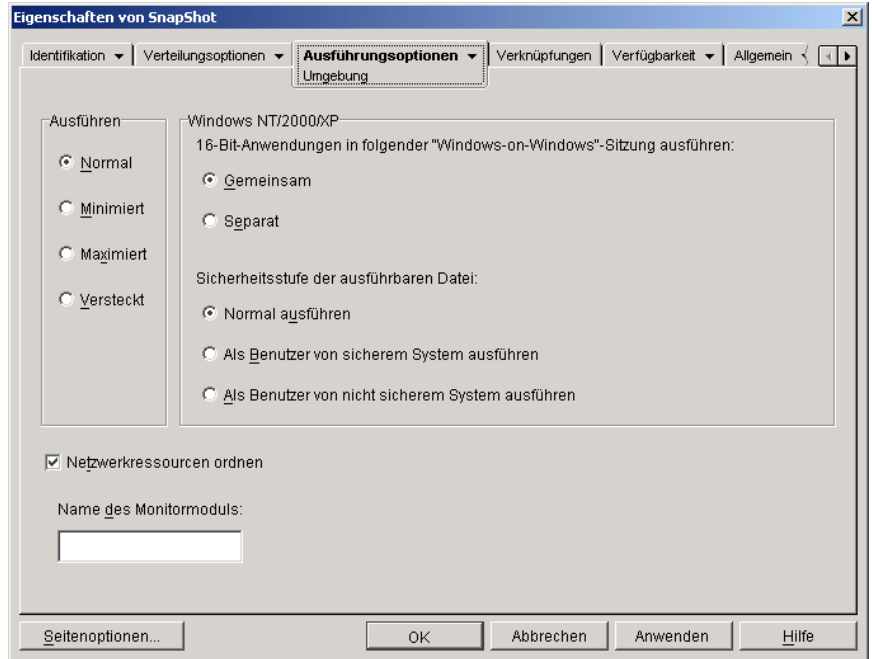 Eigenschaften von SnapShot
Identifikation
Verteilungsoptionen
Ausführungsoptionen
Verknüpfungen
Verfügbarkeit
Allgemein
Umgebung
Ausführen
Normal
Minimiert
Maximiert
Versteckt
Windows NT/2000/XP
16-Bit-Anwendungen in folgender "Windows-on-Windows"-Sitzung ausführen:
Gemeinsam
Separat
Sicherheitsstufe der ausführbaren Datei:
Normal ausführen
Als Benutzer von sicherem System ausführen
Als Benutzer von nicht sicherem System ausführen
Netzwerkressourcen ordnen
Name des Monitormoduls:
Seitenoptionen...
OK
Abbrechen
Anwenden
Hilfe